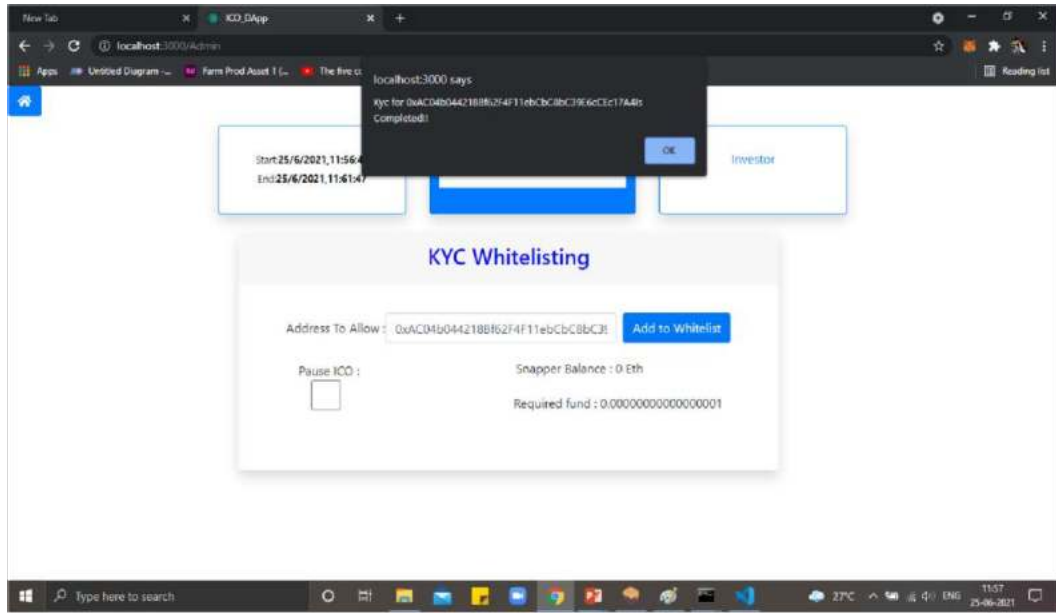 New Tab
ICO_DApp
localhost:3000/Admin
Apps
Untitled Diagram -...
Farm Prod Asset 1 (...
The five c
Reading list
localhost:3000 says
Kyc for
Completed!!
OK
Start:25/6/2021,11:56:4
End:25/6/2021,11:61:47
Investor
KYC Whitelisting
Address To Allow :
Add to Whitelist
Pause ICO :
Snapper Balance : 0 Eth
Required fund : 0.00000000000000001
Type here to search
27°C
ENG
11:57
25-06-2021